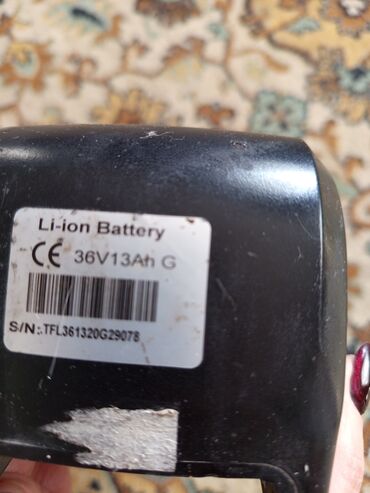 Li-ion Battery
CE 36V13Ah G
S/N:.TFL361320G29078